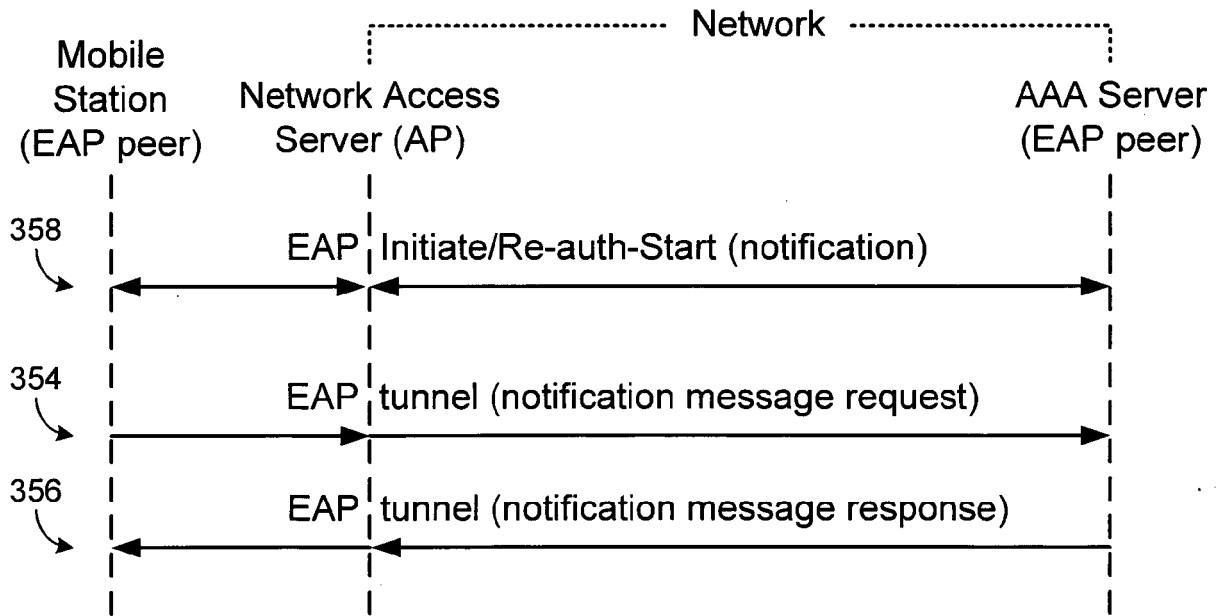 Network
Mobile
Station
(EAP peer)
Network Access
Server (AP)
AAA Server
(EAP peer)
358
EAP Initiate/Re-auth-Start (notification)
354
EAP tunnel (notification message request)
356
EAP tunnel (notification message response)